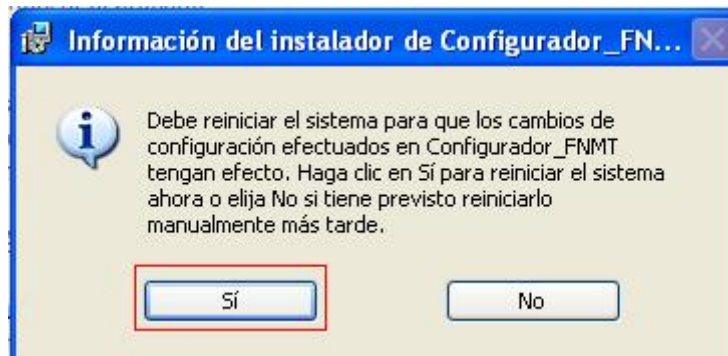 Información del instalador de Configurador_FN...
Debe reiniciar el sistema para que los cambios de
configuración efectuados en Configurador_FNMT
tengan efecto. Haga clic en Sí para reiniciar el sistema
ahora o elija No si tiene previsto reiniciarlo
manualmente más tarde.
Sí
No